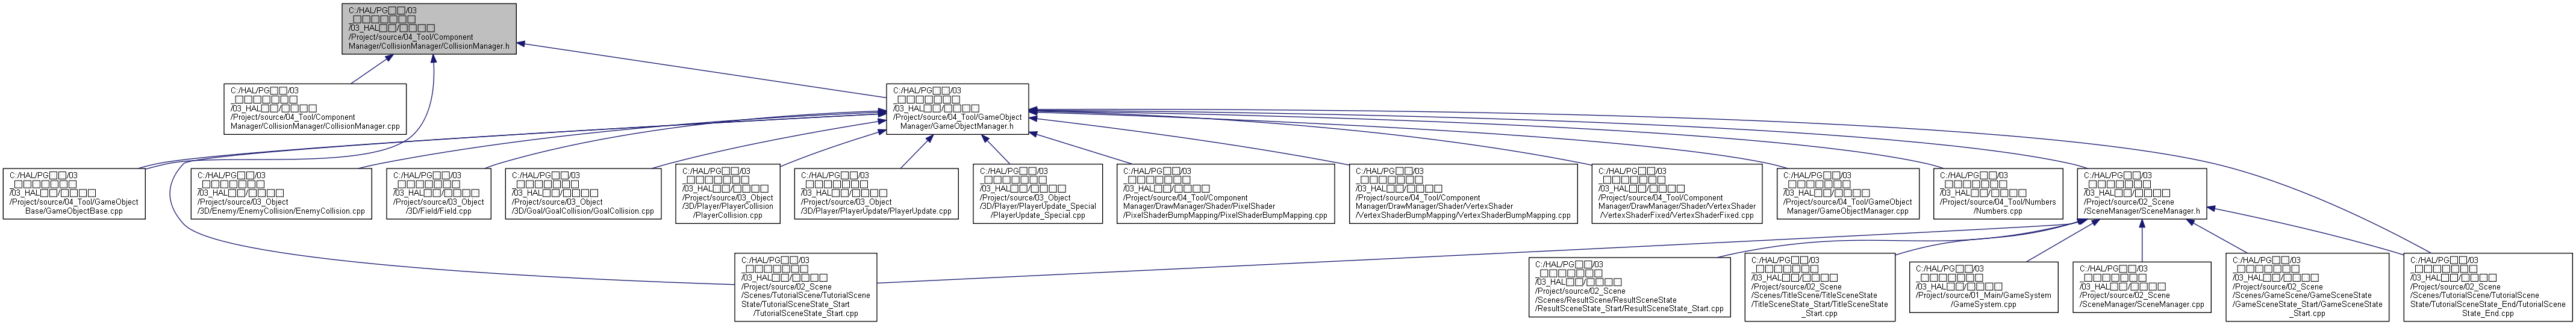 C:/HAL/PG□□/03
_□□□□□□□
/03_HAL□□/□□□□
/Project/source/04_Tool/Component
Manager/CollisionManager/CollisionManager.h
C:/HAL/PG□□/03
_□□□□□□□
/03_HAL□□/□□□□
/Project/source/04_Tool/Component
Manager/CollisionManager/CollisionManager.cpp
C:/HAL/PG□□/03
_□□□□□□□
/03_HAL□□/□□□□
/Project/source/04_Tool/GameObject
Manager/GameObjectManager.h
C:/HAL/PG□□/03
_□□□□□□□
/03_HAL□□/□□□□
/Project/source/04_Tool/GameObject
Base/GameObjectBase.cpp
C:/HAL/PG□□/03
_□□□□□□□
/03_HAL□□/□□□□
/Project/source/03_Object
/3D/Enemy/EnemyCollision/EnemyCollision.cpp
C:/HAL/PG□□/03
_□□□□□□□
/03_HAL□□/□□□□
/Project/source/03_Object
/3D/Field/Field.cpp
C:/HAL/PG□□/03
_□□□□□□□
/03_HAL□□/□□□□
/Project/source/03_Object
/3D/Goal/GoalCollision/GoalCollision.cpp
C:/HAL/PG□□/03
_□□□□□□□
/03_HAL□□/□□□□
/Project/source/03_Object
/3D/Player/PlayerCollision
/PlayerCollision.cpp
C:/HAL/PG□□/03
_□□□□□□□
/03_HAL□□/□□□□
/Project/source/03_Object
/3D/Player/PlayerUpdate/PlayerUpdate.cpp
C:/HAL/PG□□/03
_□□□□□□□
/03_HAL□□/□□□□
/Project/source/03_Object
/3D/Player/PlayerUpdate_Special
/PlayerUpdate_Special.cpp
C:/HAL/PG□□/03
_□□□□□□□
/03_HAL□□/□□□□
/Project/source/04_Tool/Component
Manager/DrawManager/Shader/PixelShader
/PixelShaderBumpMapping/PixelShaderBumpMapping.cpp
C:/HAL/PG□□/03
_□□□□□□□
/03_HAL□□/□□□□
/Project/source/04_Tool/Component
Manager/DrawManager/Shader/VertexShader
/VertexShaderBumpMapping/VertexShaderBumpMapping.cpp
C:/HAL/PG□□/03
_□□□□□□□
/03_HAL□□/□□□□
/Project/source/04_Tool/Component
Manager/DrawManager/Shader/VertexShader
/VertexShaderFixed/VertexShaderFixed.cpp
C:/HAL/PG□□/03
_□□□□□□□
/03_HAL□□/□□□□
/Project/source/04_Tool/GameObject
Manager/GameObjectManager.cpp
C:/HAL/PG□□/03
_□□□□□□□
/03_HAL□□/□□□□
/Project/source/04_Tool/Numbers
/Numbers.cpp
C:/HAL/PG□□/03
_□□□□□□□
/03_HAL□□/□□□□
/Project/source/02_Scene
/SceneManager/SceneManager.h
C:/HAL/PG□□/03
_□□□□□□□
/03_HAL□□/□□□□
/Project/source/02_Scene
/Scenes/TutorialScene/TutorialScene
State/TutorialSceneState_Start
/TutorialSceneState_Start.cpp
C:/HAL/PG□□/03
_□□□□□□□
/03_HAL□□/□□□□
/Project/source/02_Scene
/Scenes/ResultScene/ResultSceneState
/ResultSceneState_Start/ResultSceneState_Start.cpp
C:/HAL/PG□□/03
_□□□□□□□
/03_HAL□□/□□□□
/Project/source/02_Scene
/Scenes/TitleScene/TitleSceneState
/TitleSceneState_Start/TitleSceneState
_Start.cpp
C:/HAL/PG□□/03
_□□□□□□□
/03_HAL□□/□□□□
/Project/source/01_Main/GameSystem
/GameSystem.cpp
C:/HAL/PG□□/03
_□□□□□□□
/03_HAL□□/□□□□
/Project/source/02_Scene
/SceneManager/SceneManager.cpp
C:/HAL/PG□□/03
_□□□□□□□
/03_HAL□□/□□□□
/Project/source/02_Scene
/Scenes/GameScene/GameSceneState
/GameSceneState_Start/GameSceneState
_Start.cpp
C:/HAL/PG□□/03
_□□□□□□□
/03_HAL□□/□□□□
/Project/source/02_Scene
/Scenes/TutorialScene/TutorialScene
State/TutorialSceneState_End/TutorialScene
State_End.cpp